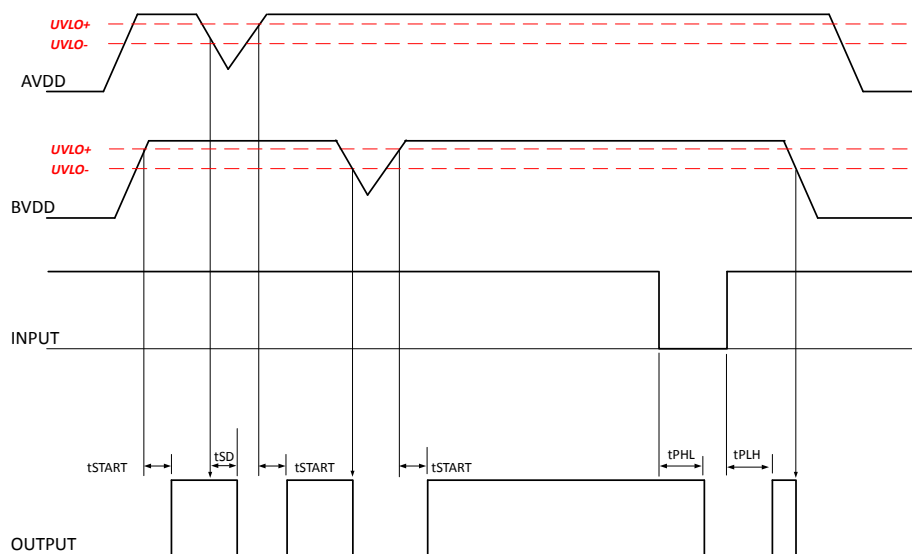 UVLO+
UVLO-
AVDD
UVLO+
UVLO-
BVDD
INPUT
tSTART
tSD
tSTART
tSTART
tPHL
tPLH
OUTPUT